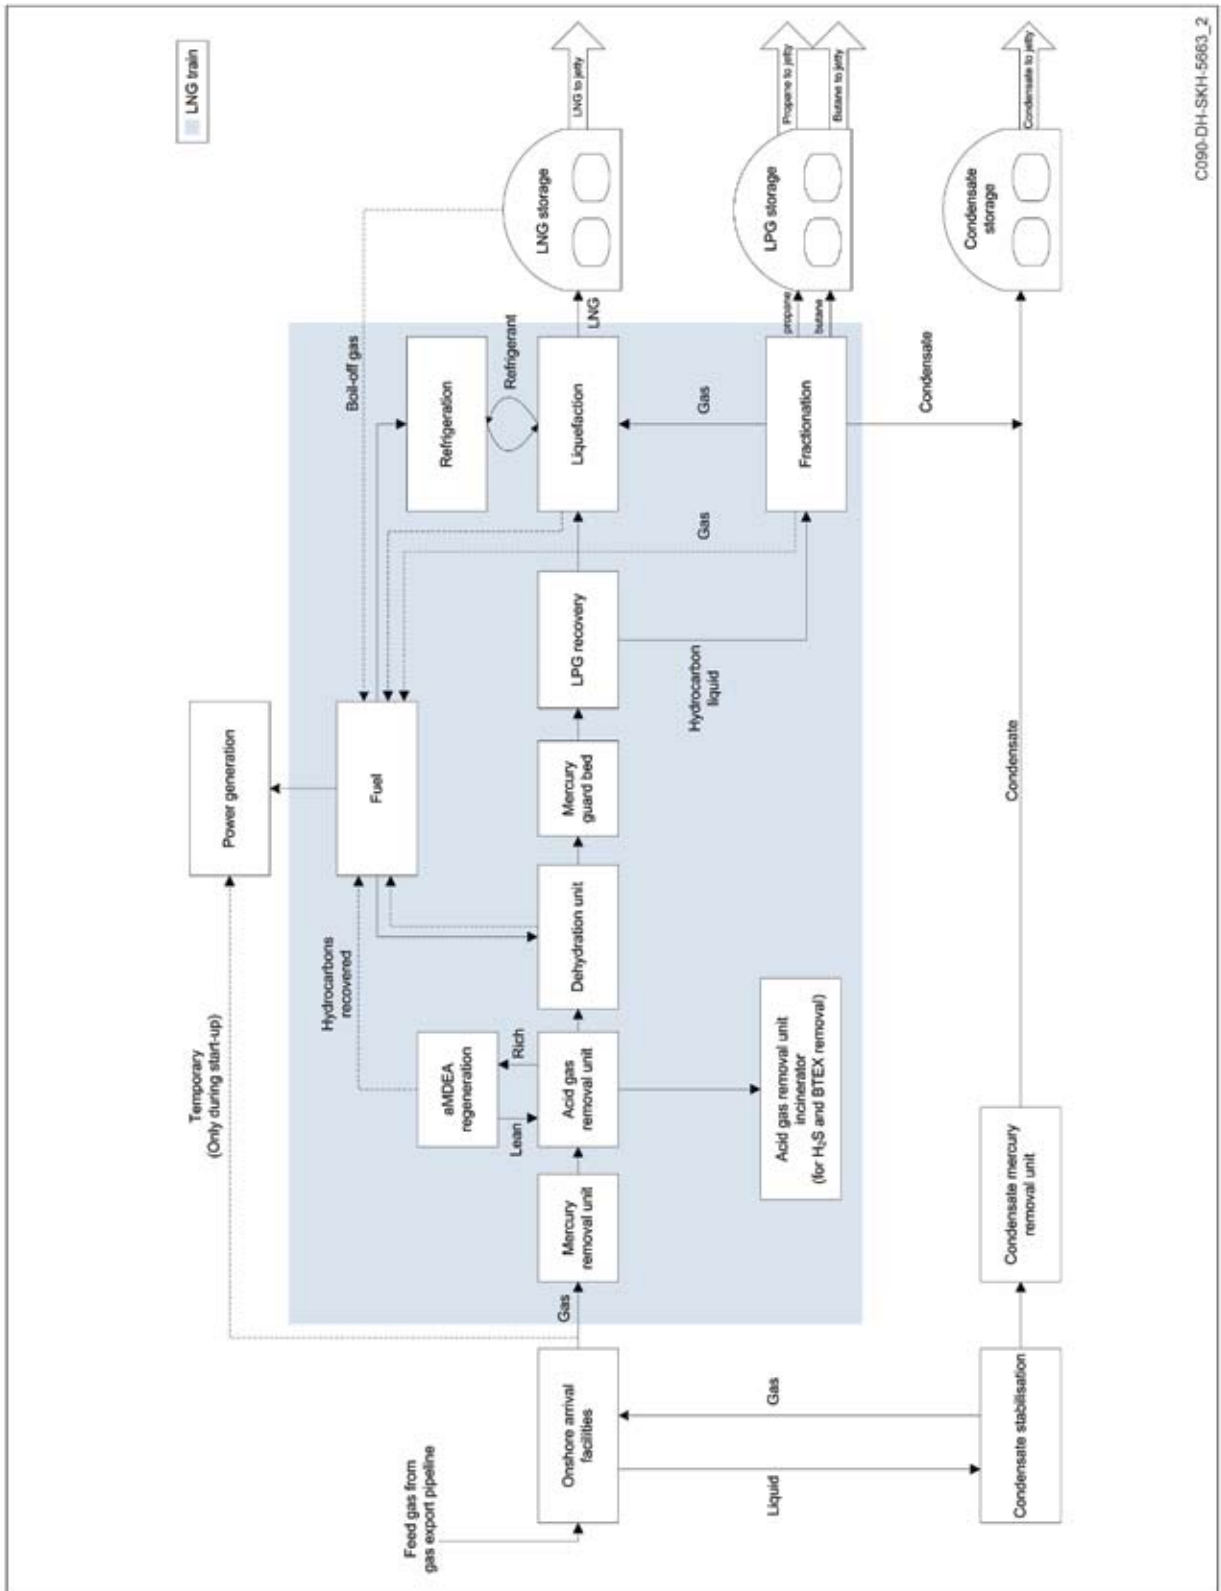 LNG train
Temporary
(Only during start-up)
Power generation
Boil-off gas
Hydrocarbons
recovered
Fuel
Refrigeration
Refrigerant
aMDEA
regeneration
Lean
Rich
Feed gas from
gas export pipeline
Onshore arrival
facilities
Gas
Mercury
removal unit
Acid gas
removal unit
Dehydration unit
Mercury
guard bed
LPG recovery
Liquefaction
LNG
LNG storage
LNG to jetty
Hydrocarbon
liquid
Gas
Gas
Acid gas removal unit
incinerator
(for H₂S and BTEX removal)
Fractionation
propane
butane
LPG storage
Propane to jetty
Butane to jetty
Liquid
Gas
Condensate
Condensate stabilisation
Condensate mercury
removal unit
Condensate
Condensate
storage
Condensate to jetty
C090-DH-SKH-5663_2